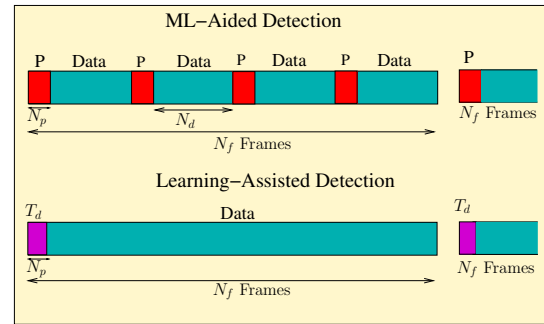 ML−Aided Detection
P Data P Data P Data P Data P
N_p N_d N_f Frames
N_f Frames
Learning−Assisted Detection
T_d Data T_d
N_p N_f Frames
N_f Frames